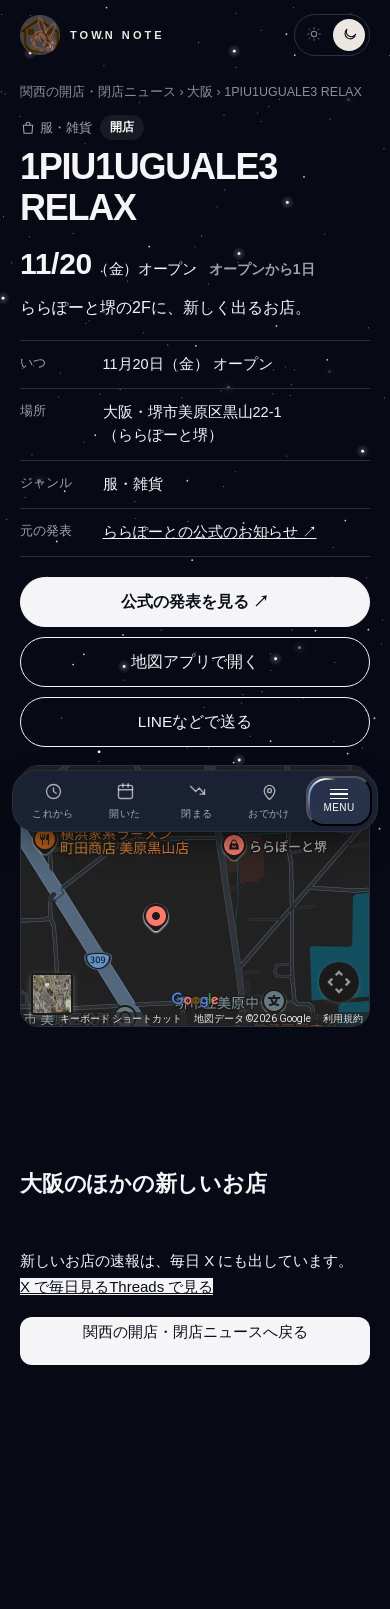 TOWN NOTE
関西の開店・閉店ニュース › 大阪 › 1PIU1UGUALE3 RELAX
服・雑貨 開店
1PIU1UGUALE3
RELAX
11/20（金）オープン オープンから1日
ららぽーと堺の2Fに、新しく出るお店。
いつ 11月20日（金） オープン
場所 大阪・堺市美原区黒山22-1
（ららぽーと堺）
ジャンル 服・雑貨
元の発表 ららぽーとの公式のお知らせ ↗
公式の発表を見る ↗
地図アプリで開く
LINEなどで送る
これから 開いた 閉まる おでかけ MENU
横浜家系ラーメン
町田商店 美原黒山店
ららぽーと堺
309
Google
美原中
キーボード ショートカット 地図データ ©2026 Google 利用規約
大阪のほかの新しいお店
新しいお店の速報は、毎日 X にも出しています。
X で毎日見るThreads で見る
関西の開店・閉店ニュースへ戻る